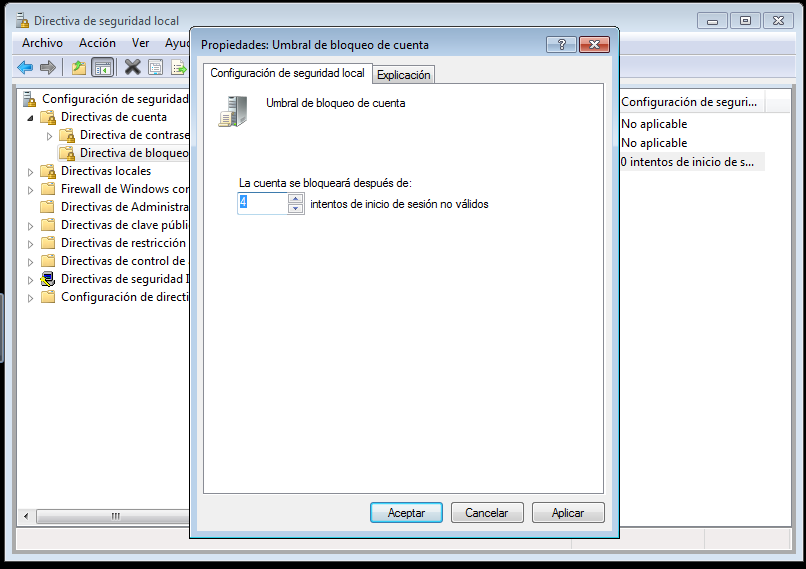 Directiva de seguridad local
Archivo Acción Ver Ayu
Configuración de seguridad
Directivas de cuenta
Directiva de contrase
Directiva de bloqueo
Directivas locales
Firewall de Windows cor
Directivas de Administra
Directivas de clave públi
Directivas de restricción
Directivas de control de
Directivas de seguridad I
Configuración de directi
Propiedades: Umbral de bloqueo de cuenta
Configuración de seguridad local Explicación
Umbral de bloqueo de cuenta
La cuenta se bloqueará después de:
4 intentos de inicio de sesión no válidos
Aceptar Cancelar Aplicar
Configuración de seguri...
No aplicable
No aplicable
0 intentos de inicio de s...